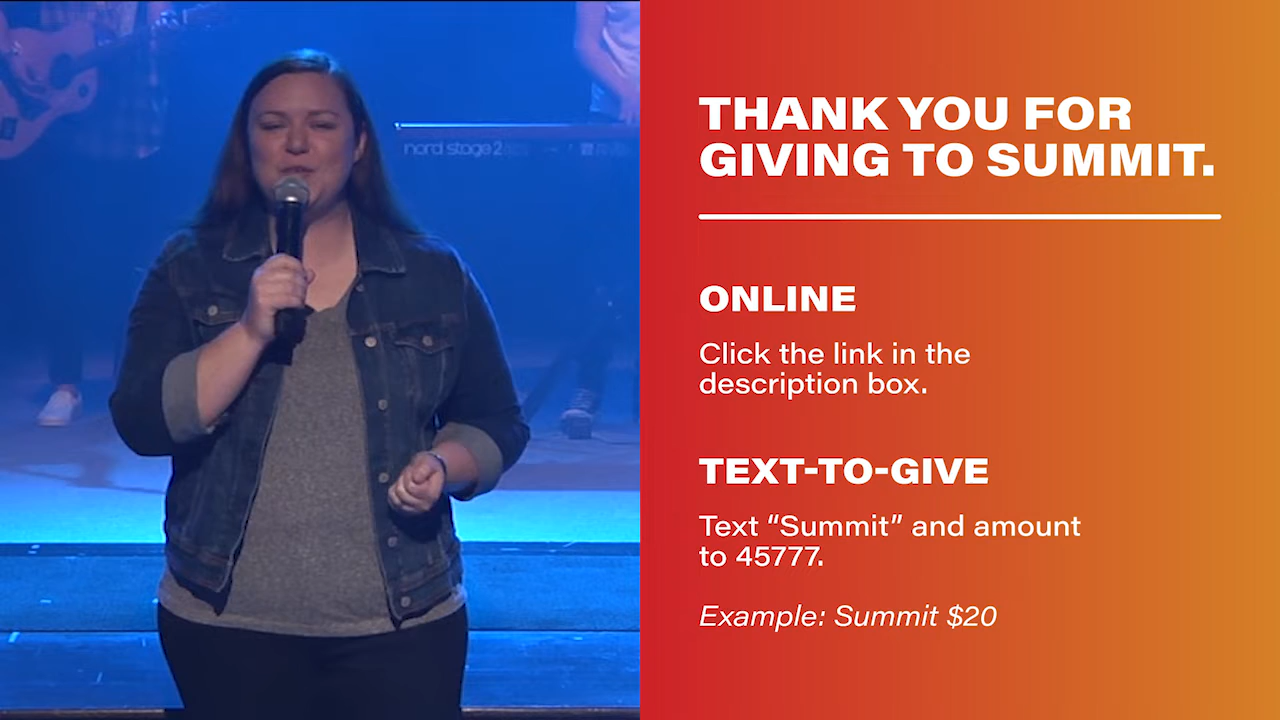 nord stage 2
THANK YOU FOR
GIVING TO SUMMIT.
ONLINE
Click the link in the
description box.
TEXT-TO-GIVE
Text “Summit” and amount
to 45777.
Example: Summit $20